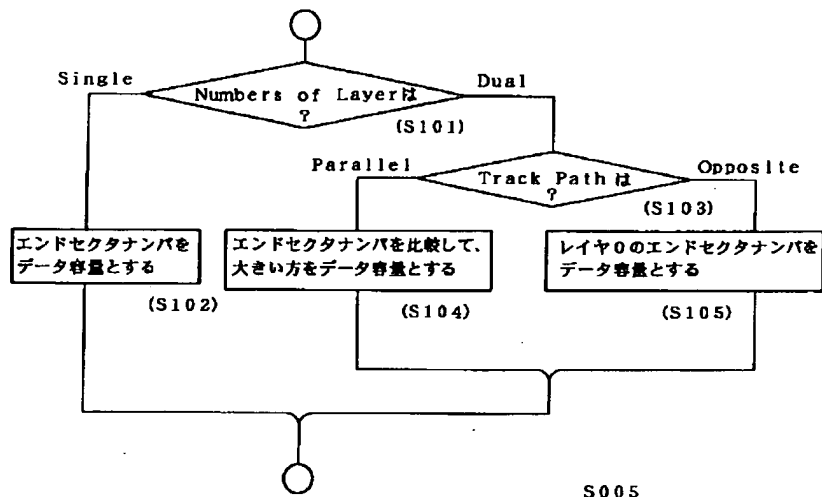 Single
Dual
Numbers of Layerは
?
(S101)
Parallel
Opposite
Track Pathは
?
(S103)
エンドセクタナンバを
データ容量とする
(S102)
エンドセクタナンバを比較して、
大きい方をデータ容量とする
(S104)
レイヤ0のエンドセクタナンバを
データ容量とする
(S105)
S005